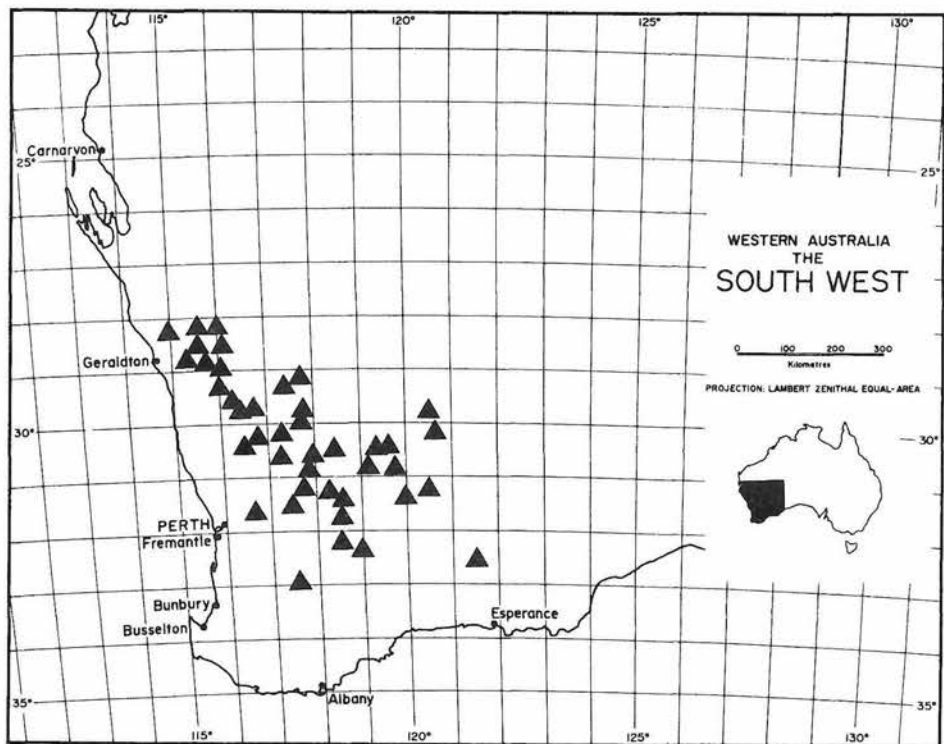 115°
120°
125°
130°
Carnarvon
25°
25°
WESTERN AUSTRALIA
THE
SOUTH WEST
Geraldton
0 100 200 300
Kilometres
PROJECTION: LAMBERT ZENITHAL EQUAL-AREA
30°
30°
PERTH
Fremantle
Bunbury
Busselton
Esperance
Albany
35°
35°
115°
120°
125°
130°